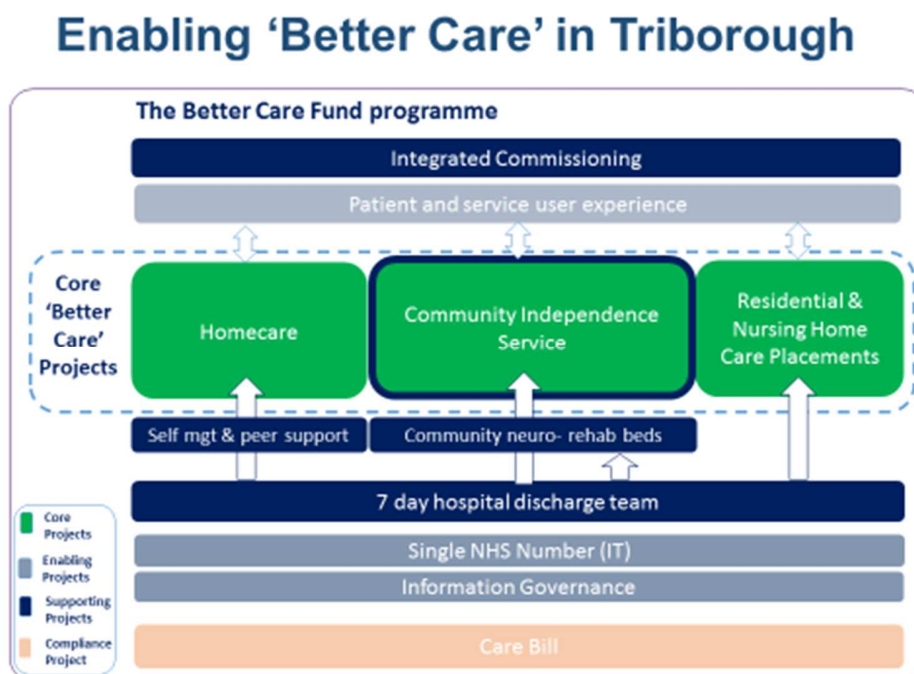 Enabling ‘Better Care’ in Triborough
The Better Care Fund programme
Integrated Commissioning
Patient and service user experience
Core
‘Better
Care’
Projects
Homecare
Community Independence
Service
Residential &
Nursing Home
Care Placements
Self mgt & peer support
Community neuro- rehab beds
7 day hospital discharge team
Single NHS Number (IT)
Information Governance
Care Bill
Core
Projects
Enabling
Projects
Supporting
Projects
Compliance
Project